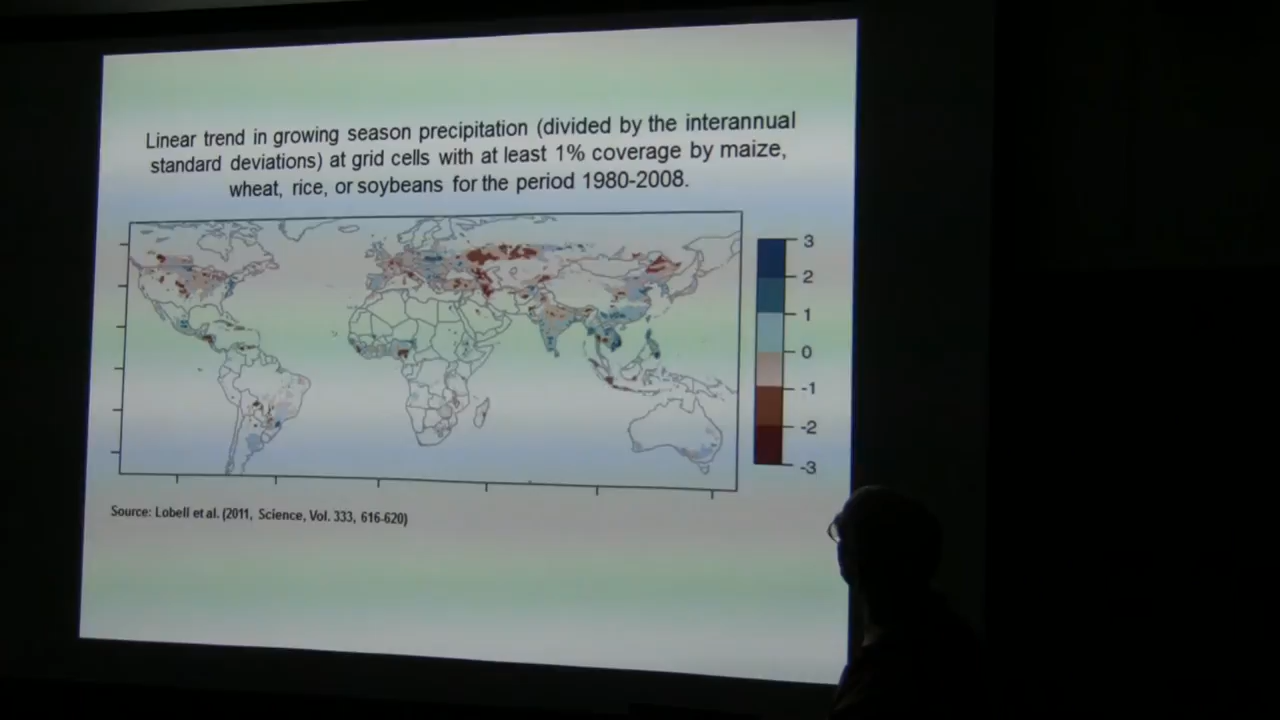 Linear trend in growing season precipitation (divided by the interannual
standard deviations) at grid cells with at least 1% coverage by maize,
wheat, rice, or soybeans for the period 1980-2008.
3
2
1
0
-1
-2
-3
Source: Lobell et al. (2011, Science, Vol. 333, 616-620)